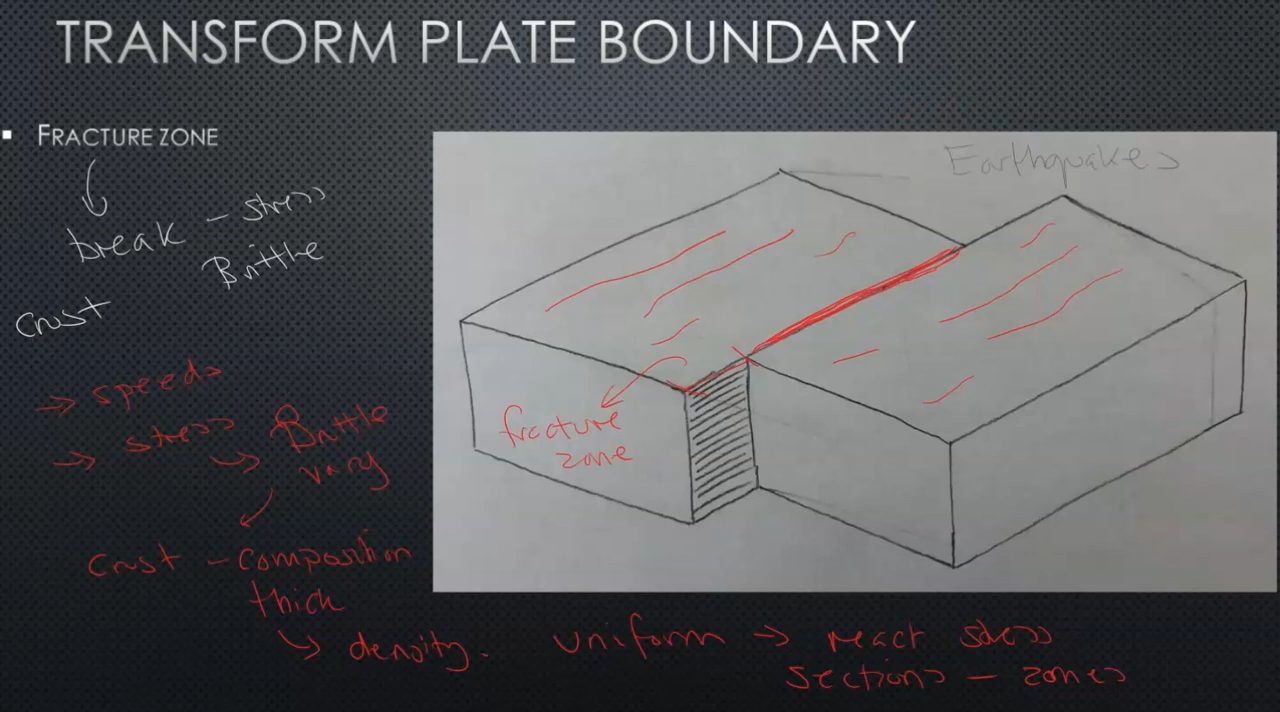 TRANSFORM PLATE BOUNDARY
▪ FRACTURE ZONE
break - stress
Brittle
crust
→ speeds
→ stress → Brittle
vary
crust - composition
thick
→ density.
uniform → react stress
sections - zones
Earthquakes
fracture
zone